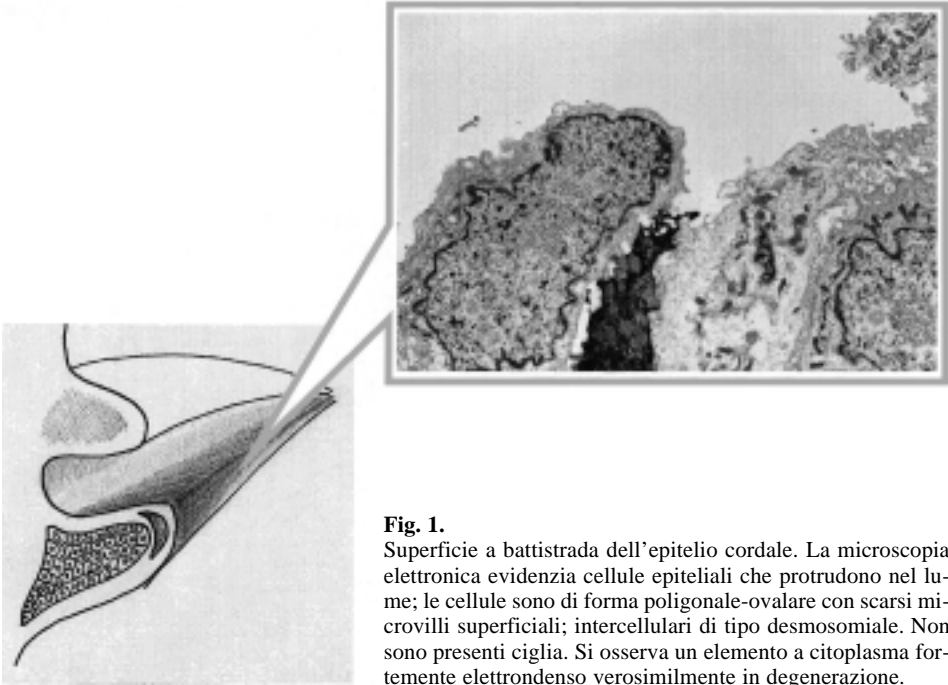 Fig. 1.
Superficie a battistrada dell'epitelio cordale. La microscopia
elettronica evidenzia cellule epiteliali che protrudono nel lu-
me; le cellule sono di forma poligonale-ovalare con scarsi mi-
crovilli superficiali; intercellulari di tipo desmosomiale. Non
sono presenti ciglia. Si osserva un elemento a citoplasma for-
temente elettrondenso verosimilmente in degenerazione.